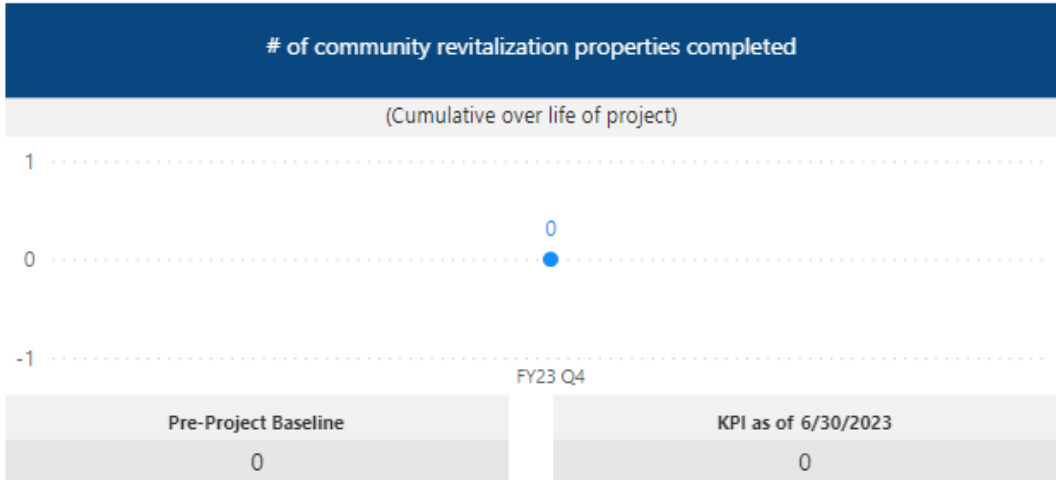 # of community revitalization properties completed
(Cumulative over life of project)
1
0
0
-1
FY23 Q4
Pre-Project Baseline
KPI as of 6/30/2023
0
0